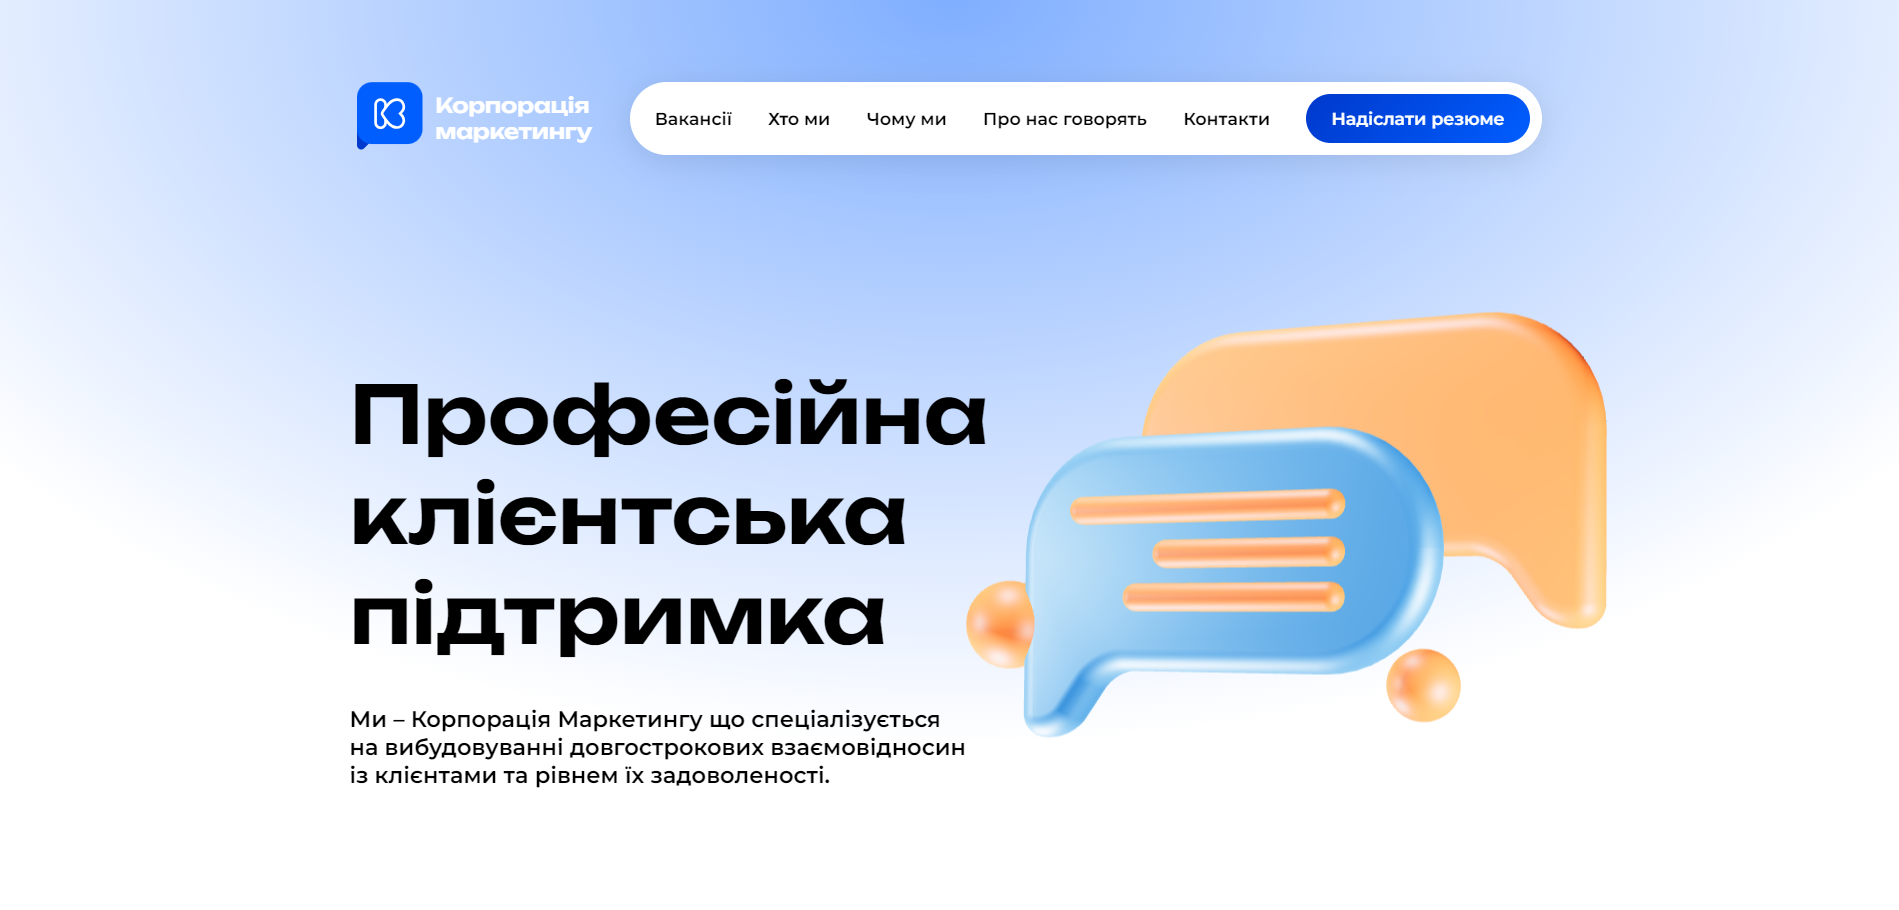 Корпорація
маркетингу
Вакансії
Хто ми
Чому ми
Про нас говорять
Контакти
Надіслати резюме
Професійна
клієнтська
підтримка
Ми – Корпорація Маркетингу що спеціалізується
на вибудовуванні довгострокових взаємовідносин
із клієнтами та рівнем їх задоволеності.